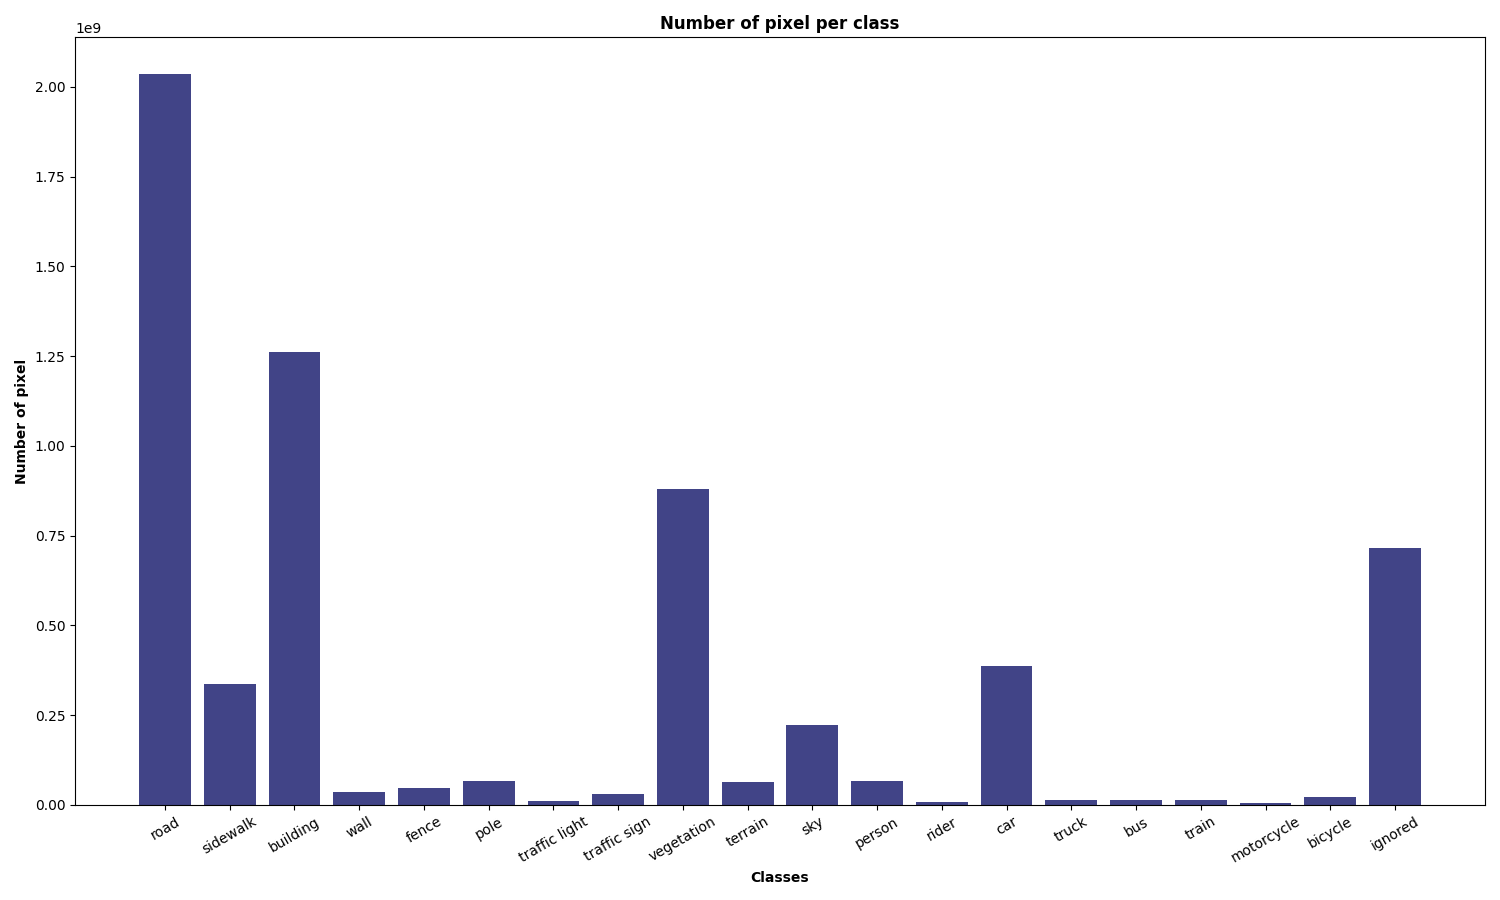 Number of pixel per class
1e9
2.00
1.75
1.50
1.25
1.00
0.75
0.50
0.25
0.00
Number of pixel
road
sidewalk
building
wall
fence
pole
traffic light
traffic sign
vegetation
terrain
sky
person
rider
car
truck
bus
train
motorcycle
bicycle
ignored
Classes